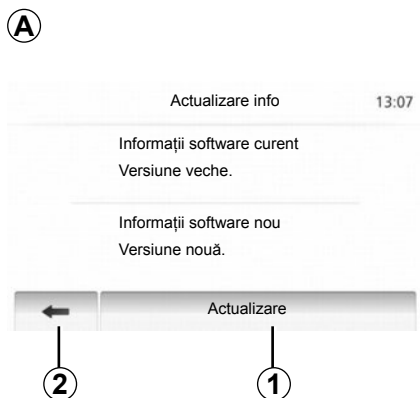 A
Actualizare info 13:07
Informații software curent
Versiune veche.
Informații software nou
Versiune nouă.
Actualizare
2 1